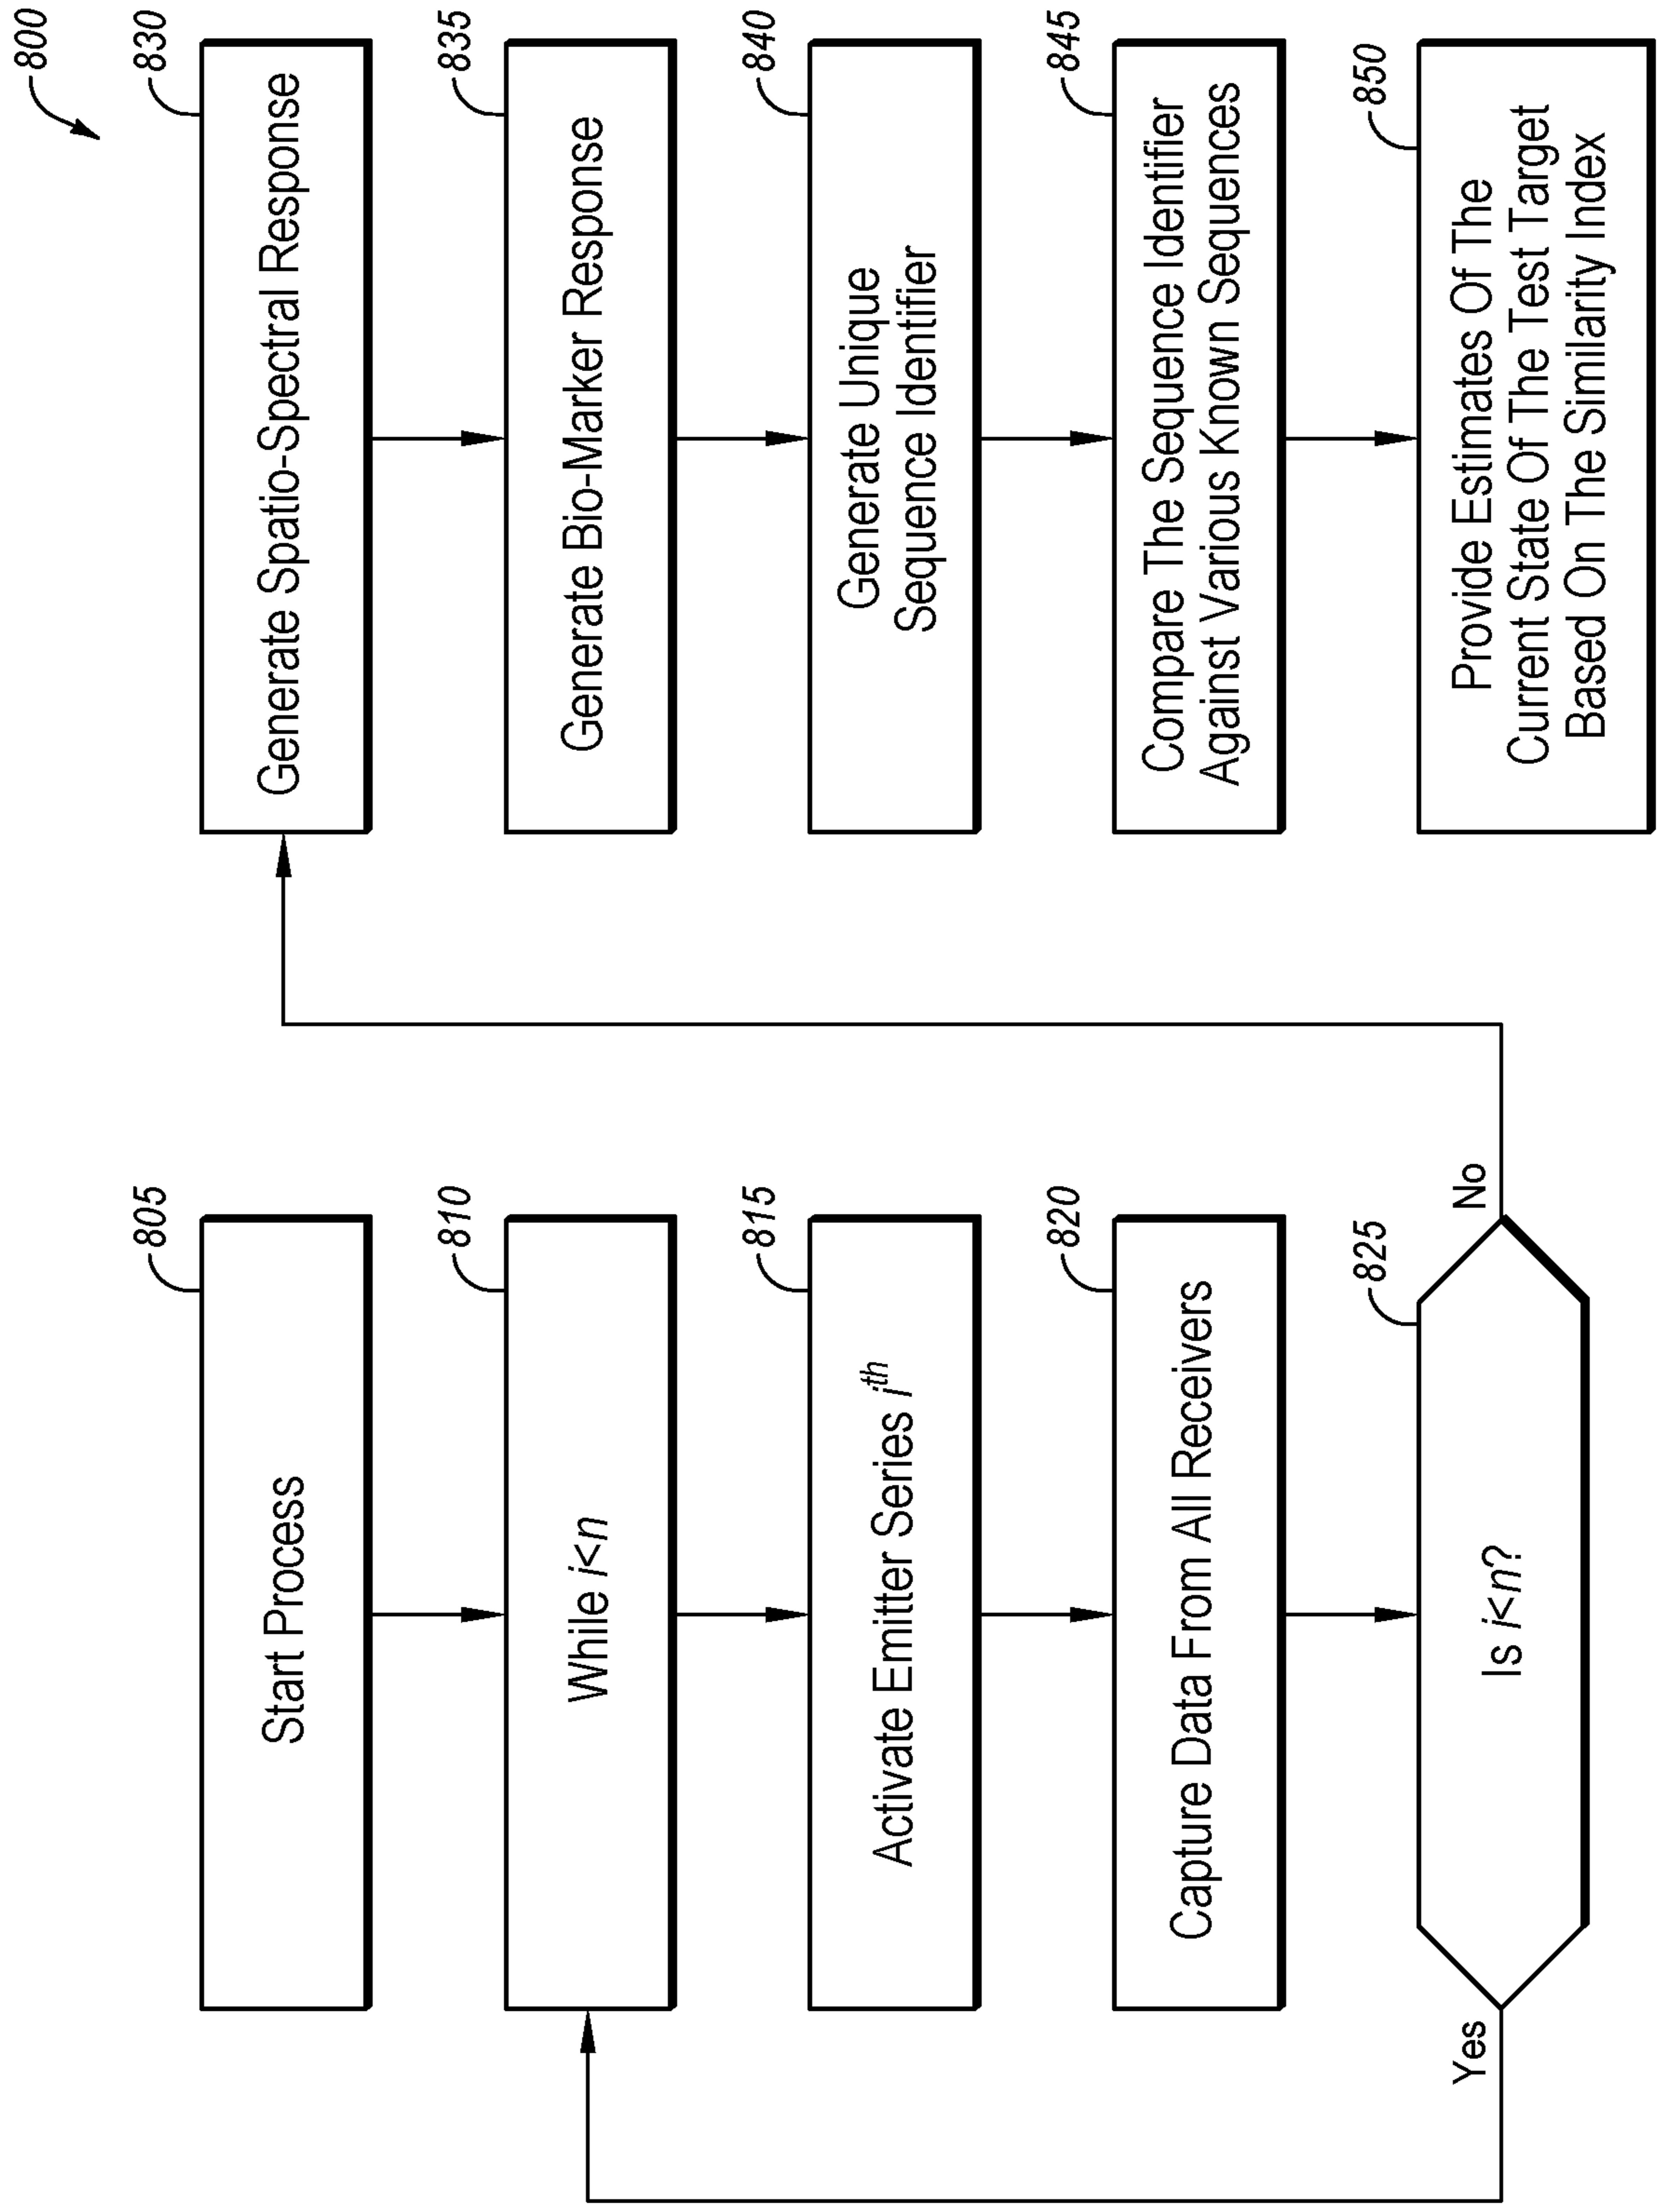 800
805
Start Process
810
While i<n
815
Activate Emitter Series i^th
820
Capture Data From All Receivers
825
Is i<n?
Yes
No
830
Generate Spatio-Spectral Response
835
Generate Bio-Marker Response
840
Generate Unique
Sequence Identifier
845
Compare The Sequence Identifier
Against Various Known Sequences
850
Provide Estimates Of The
Current State Of The Test Target
Based On The Similarity Index